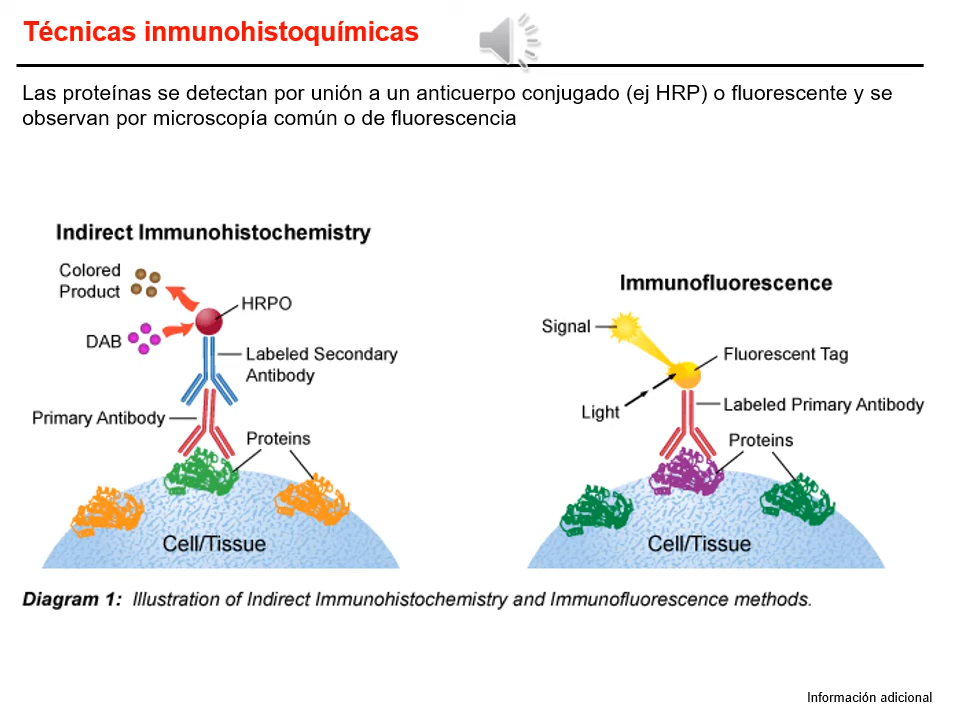 Técnicas inmunohistoquímicas
Las proteínas se detectan por unión a un anticuerpo conjugado (ej HRP) o fluorescente y se
observan por microscopía común o de fluorescencia
Indirect Immunohistochemistry
Colored
Product
HRPO
DAB
Labeled Secondary
Antibody
Primary Antibody
Proteins
Cell/Tissue
Immunofluorescence
Signal
Fluorescent Tag
Light
Labeled Primary Antibody
Proteins
Cell/Tissue
Diagram 1: Illustration of Indirect Immunohistochemistry and Immunofluorescence methods.
Información adicional